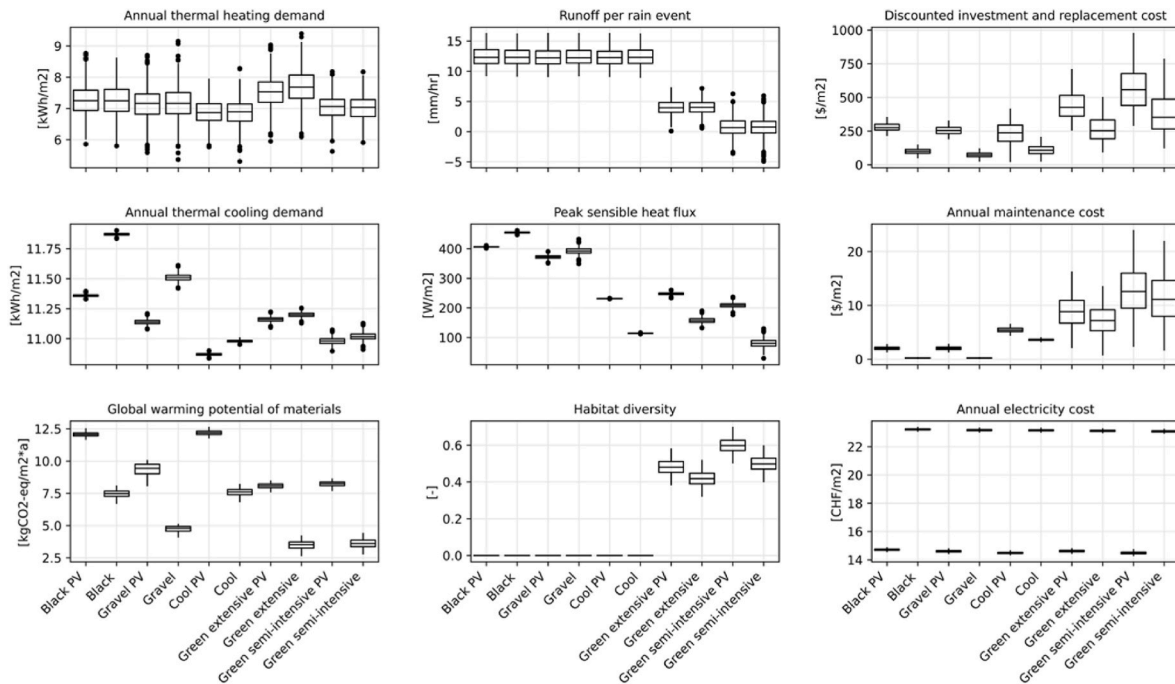 Annual thermal heating demand
[kWh/m2]
9
8
7
6
Runoff per rain event
[mm/hr]
15
10
5
0
−5
Discounted investment and replacement cost
[$/m2]
1000
750
500
250
0
Annual thermal cooling demand
[kWh/m2]
11.75
11.50
11.25
11.00
Peak sensible heat flux
[W/m2]
400
300
200
100
Annual maintenance cost
[$/m2]
20
10
0
Global warming potential of materials
[kgCO2-eq/m2*a]
12.5
10.0
7.5
5.0
2.5
Black PV
Black
Gravel PV
Gravel
Cool PV
Cool
Green extensive PV
Green extensive
Green semi-intensive PV
Green semi-intensive
Habitat diversity
[-]
0.6
0.4
0.2
0.0
Black PV
Black
Gravel PV
Gravel
Cool PV
Cool
Green extensive PV
Green extensive
Green semi-intensive PV
Green semi-intensive
Annual electricity cost
[CHF/m2]
22
20
18
16
14
Black PV
Black
Gravel PV
Gravel
Cool PV
Cool
Green extensive PV
Green extensive
Green semi-intensive PV
Green semi-intensive